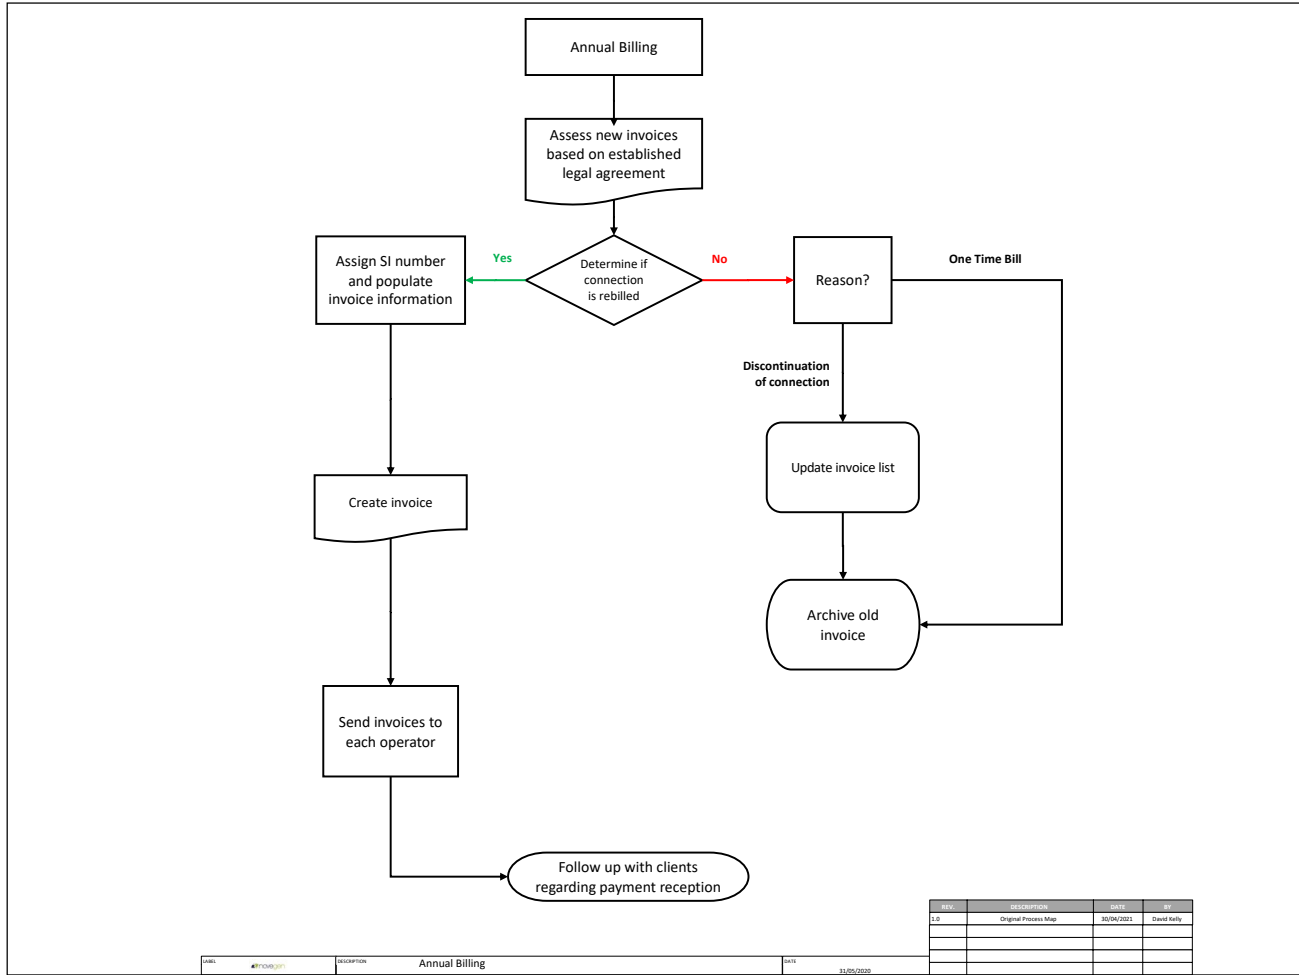 Annual Billing
Assess new invoices
based on established
legal agreement
Assign SI number
and populate
invoice information
Yes
Determine if
connection
is rebilled
No
Reason?
One Time Bill
Discontinuation
of connection
Update invoice list
Create invoice
Archive old
invoice
Send invoices to
each operator
Follow up with clients
regarding payment reception
REV. DESCRIPTION DATE BY
1.0 Original Process Map 30/04/2021 David Kelly
LABEL
DESCRIPTION Annual Billing
DATE
31/05/2020